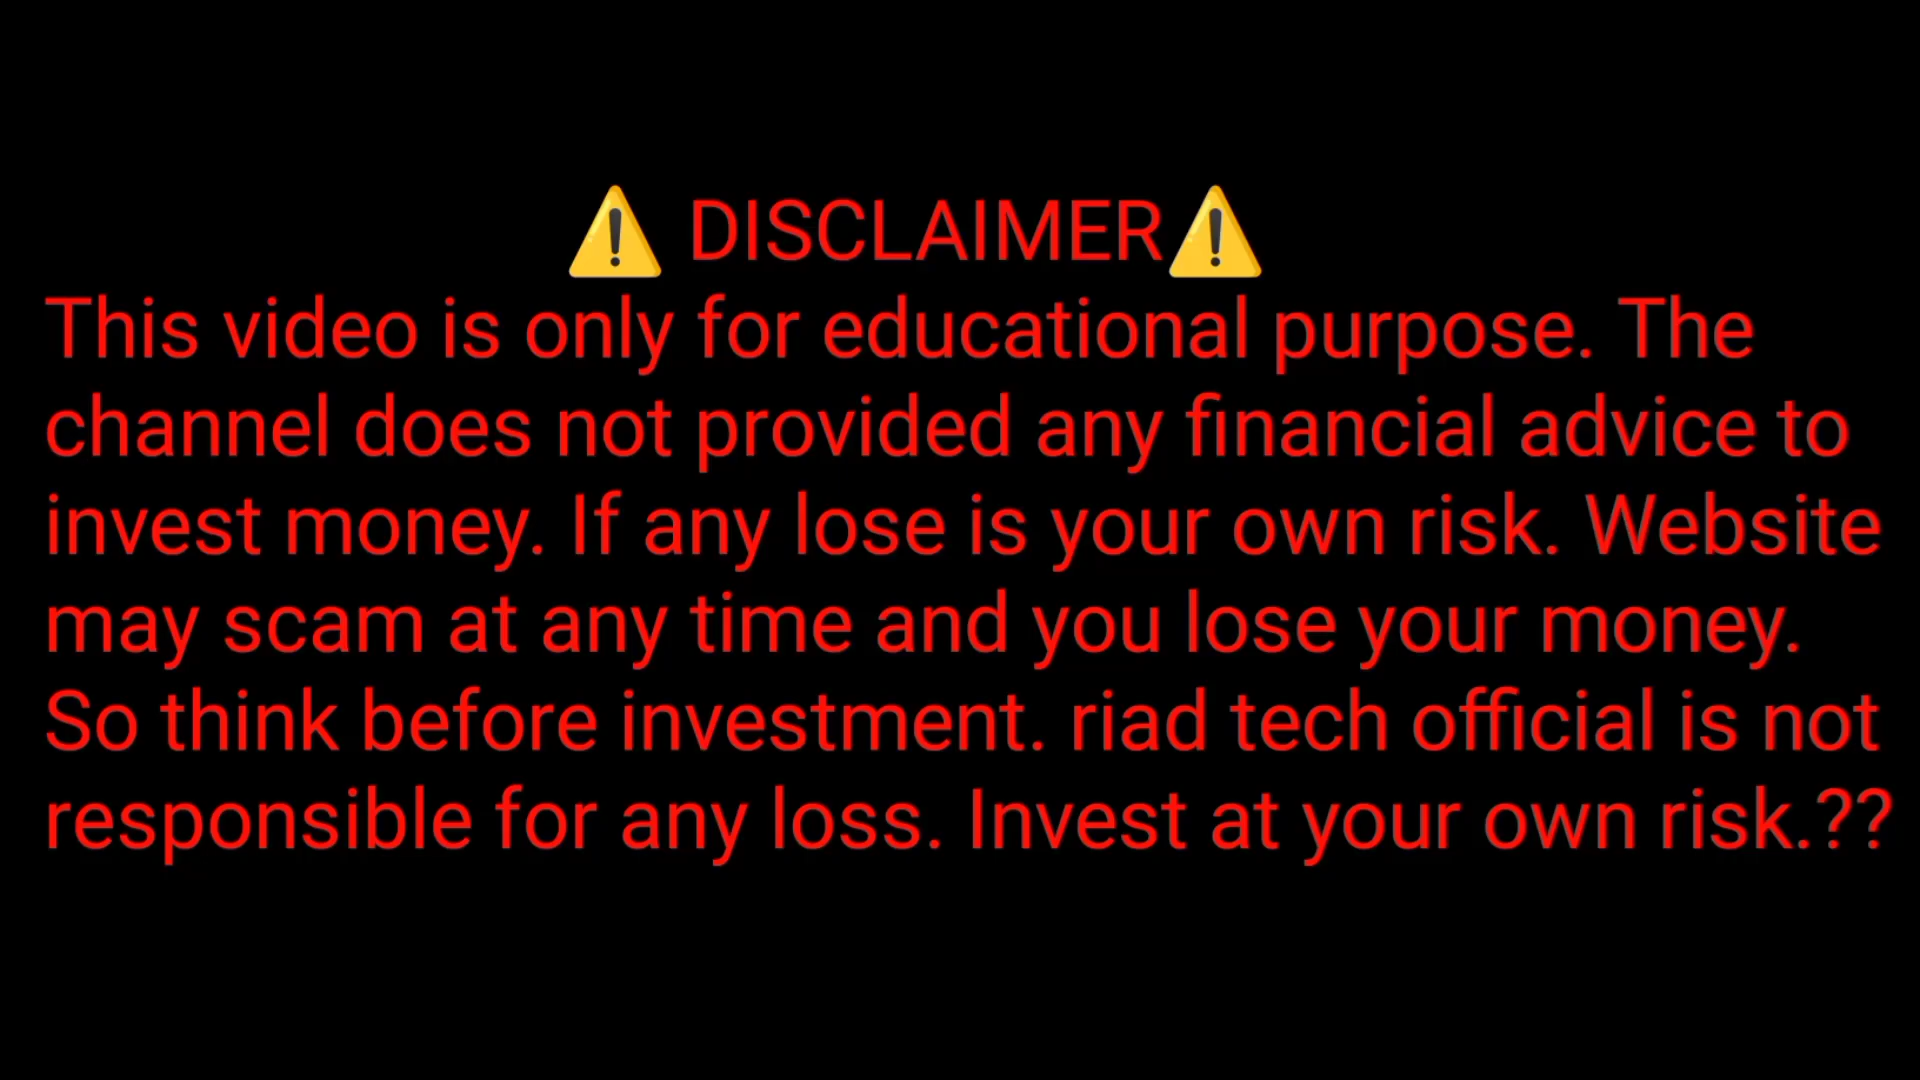 ⚠️ DISCLAIMER⚠️
This video is only for educational purpose. The
channel does not provided any financial advice to
invest money. If any lose is your own risk. Website
may scam at any time and you lose your money.
So think before investment. riad tech official is not
responsible for any loss. Invest at your own risk.??